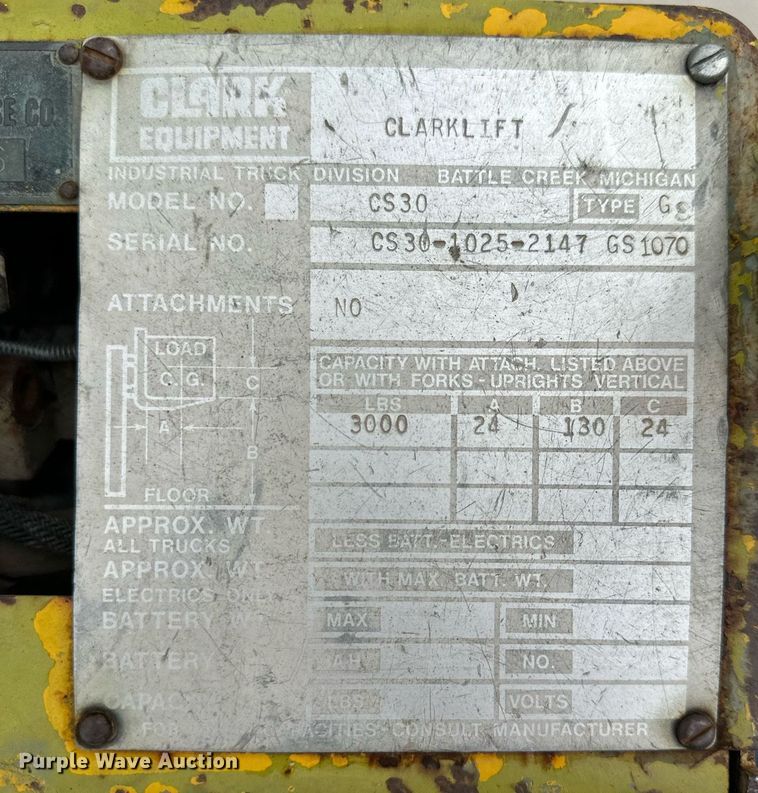 CO.
CLARK
EQUIPMENT
CLARKLIFT
INDUSTRIAL TRUCK DIVISION BATTLE CREEK MICHIGAN
MODEL NO. CS30 TYPE GS
SERIAL NO. CS30-1025-2147 GS1070
ATTACHMENTS NO
LOAD
C.G.
C
A
B
FLOOR
CAPACITY WITH ATTACH. LISTED ABOVE
OR WITH FORKS-UPRIGHTS VERTICAL
LBS A B C
3000 24 130 24
APPROX. WT
ALL TRUCKS LESS BATT.-ELECTRICS
APPROX. WT
ELECTRICS ONLY WITH MAX. BATT. WT.
BATTERY MAX MIN
BATTERY A.H. NO.
LBS VOLTS
CONSULT MANUFACTURER
Purple Wave Auction